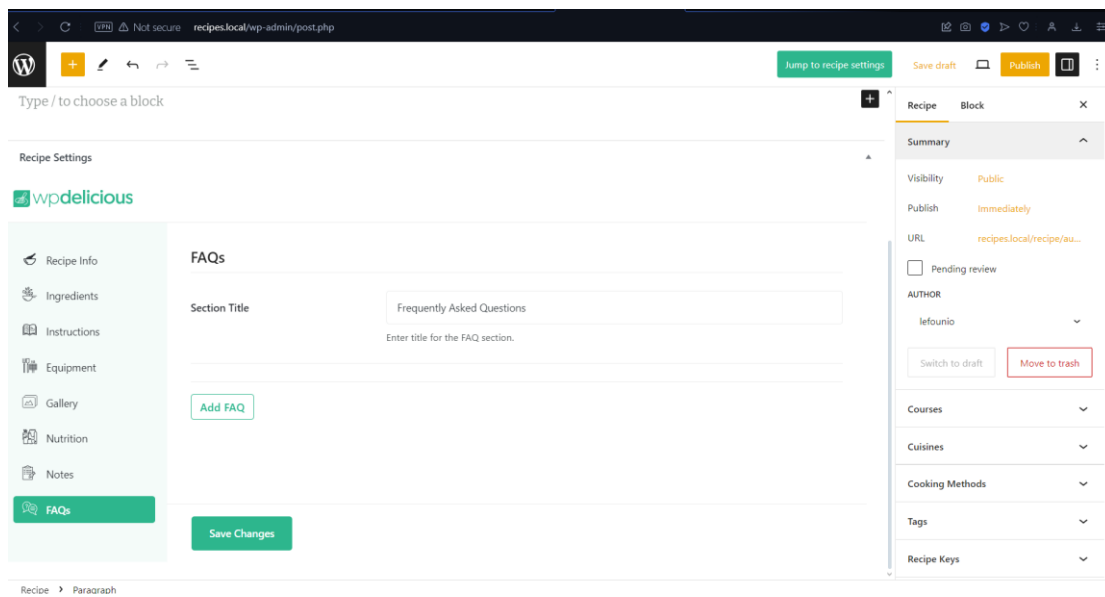 VPN Not secure recipes.local/wp-admin/post.php
Jump to recipe settings Save draft Publish
Type / to choose a block
Recipe Block
Summary
Recipe Settings
Visibility Public
wpdelicious
Publish Immediately
URL recipes.local/recipe/au...
Recipe Info
FAQs
Pending review
Ingredients
Section Title Frequently Asked Questions
AUTHOR
Instructions
lefounio
Enter title for the FAQ section.
Equipment
Switch to draft Move to trash
Gallery
Add FAQ
Courses
Nutrition
Cuisines
Notes
Cooking Methods
FAQs
Tags
Save Changes
Recipe Keys
Recipe > Paragraph